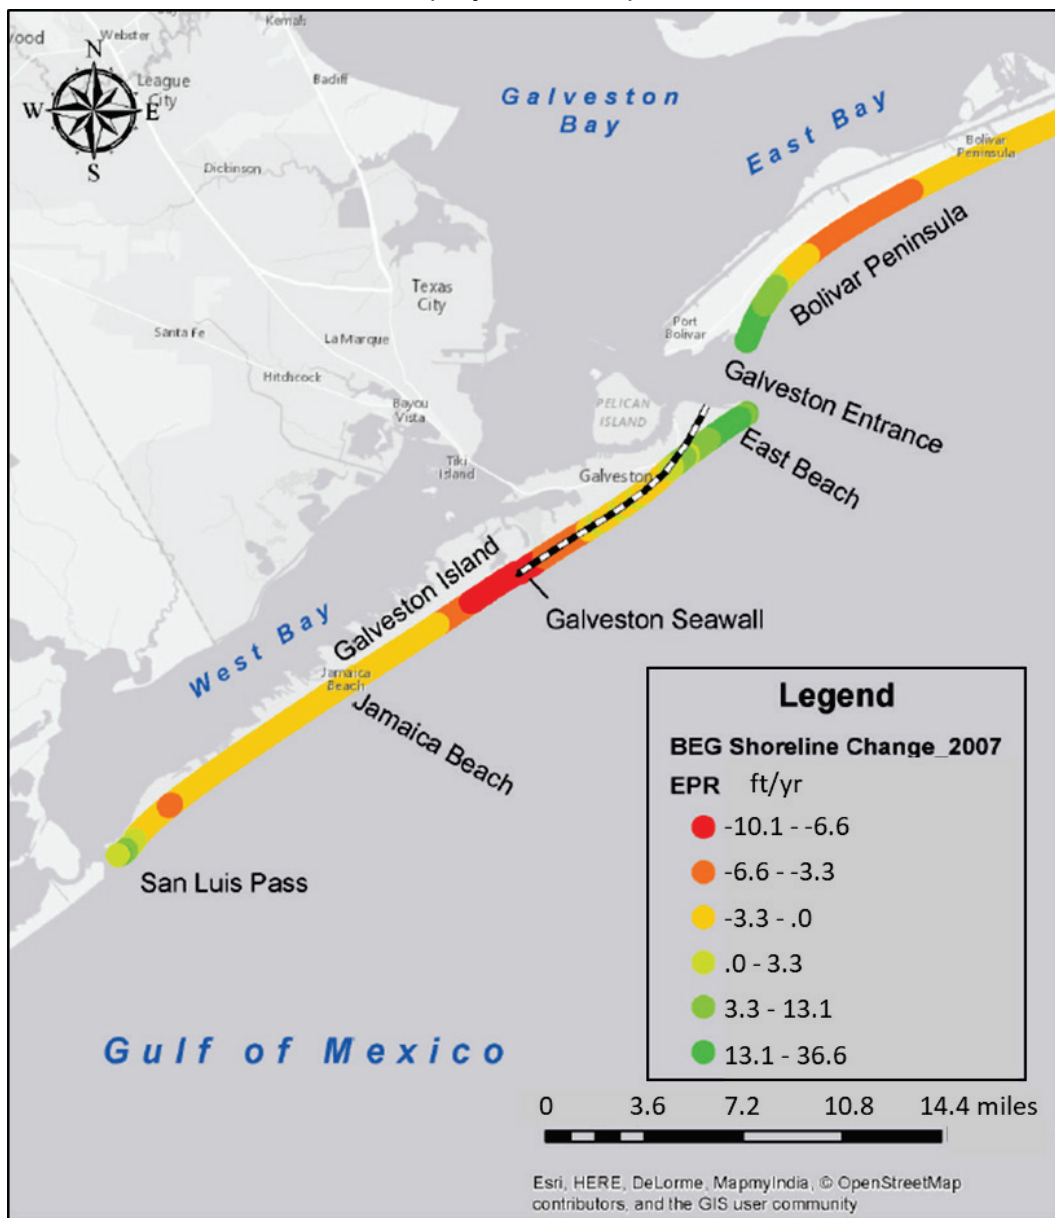 Kemah
ood
Webster
N
League
City
Bacliff
W
E
S
Galveston
Bay
East Bay
Bolivar
Peninsula
Dickinson
Bolivar Peninsula
Texas
City
Port
Bolivar
Santa Fe
La Marque
Hitchcock
Galveston Entrance
Bayou
Vista
PELICAN
ISLAND
East Beach
Tiki
Island
Galveston
Galveston Island
Galveston Seawall
West Bay
Jamaica
Beach
Jamaica Beach
San Luis Pass
Legend
BEG Shoreline Change_2007
EPR ft/yr
-10.1 - -6.6
-6.6 - -3.3
-3.3 - .0
.0 - 3.3
3.3 - 13.1
13.1 - 36.6
Gulf of Mexico
0 3.6 7.2 10.8 14.4 miles
Esri, HERE, DeLorme, MapmyIndia, © OpenStreetMap
contributors, and the GIS user community